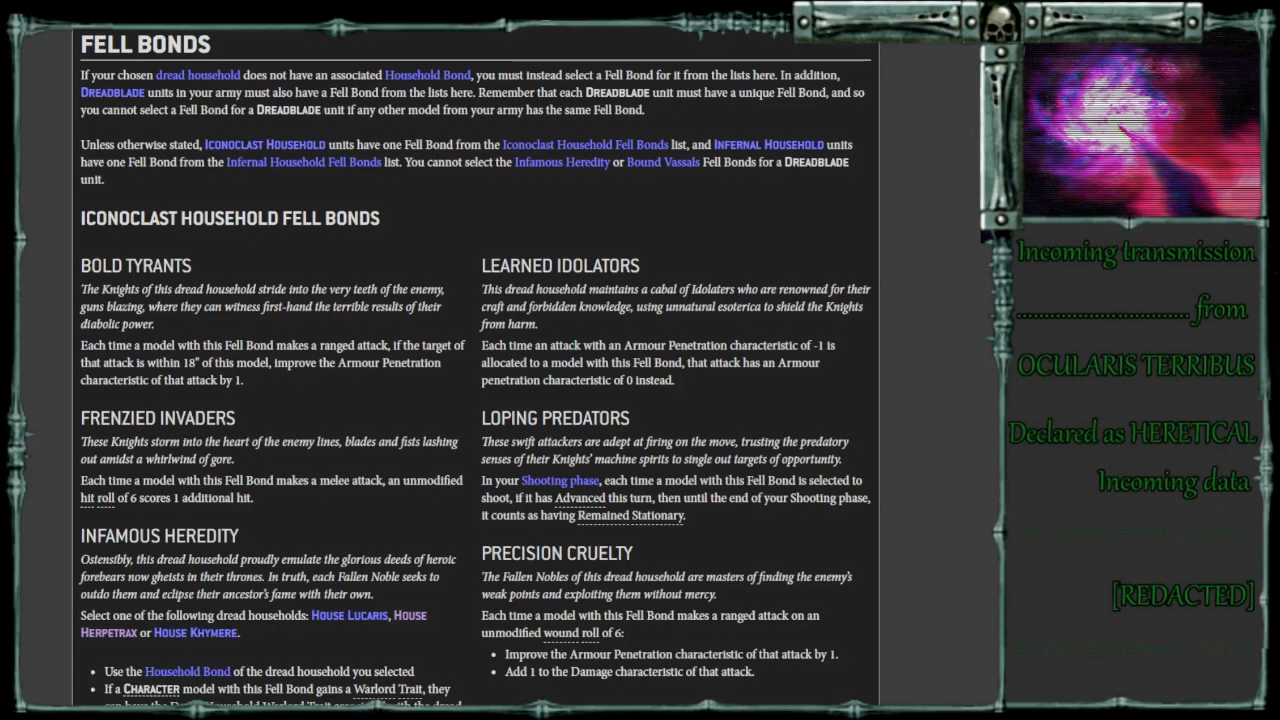 FELL BONDS
If your chosen dread household does not have an associated Household Bond, you must instead select a Fell Bond for it from the lists here. In addition,
DREADBLADE units in your army must also have a Fell Bond from the lists here. Remember that each DREADBLADE unit must have a unique Fell Bond, and so
you cannot select a Fell Bond for a DREADBLADE unit if any other model from your army has the same Fell Bond.
Unless otherwise stated, ICONOCLAST HOUSEHOLD units have one Fell Bond from the Iconoclast Household Fell Bonds list, and INFERNAL HOUSEHOLD units
have one Fell Bond from the Infernal Household Fell Bonds list. You cannot select the Infamous Heredity or Bound Vassals Fell Bonds for a DREADBLADE
unit.
ICONOCLAST HOUSEHOLD FELL BONDS
BOLD TYRANTS
The Knights of this dread household stride into the very teeth of the enemy,
guns blazing, where they can witness first-hand the terrible results of their
diabolic power.
Each time a model with this Fell Bond makes a ranged attack, if the target of
that attack is within 18" of this model, improve the Armour Penetration
characteristic of that attack by 1.
FRENZIED INVADERS
These Knights storm into the heart of the enemy lines, blades and fists lashing
out amidst a whirlwind of gore.
Each time a model with this Fell Bond makes a melee attack, an unmodified
hit roll of 6 scores 1 additional hit.
INFAMOUS HEREDITY
Ostensibly, this dread household proudly emulate the glorious deeds of heroic
forebears now gheists in their thrones. In truth, each Fallen Noble seeks to
outdo them and eclipse their ancestor's fame with their own.
Select one of the following dread households: HOUSE LUCARIS, HOUSE
HERPETRAX or HOUSE KHYMERE.
• Use the Household Bond of the dread household you selected
• If a CHARACTER model with this Fell Bond gains a Warlord Trait, they
can have the Dread Household Warlord Trait associated with the dread
LEARNED IDOLATORS
This dread household maintains a cabal of Idolaters who are renowned for their
craft and forbidden knowledge, using unnatural esoterica to shield the Knights
from harm.
Each time an attack with an Armour Penetration characteristic of -1 is
allocated to a model with this Fell Bond, that attack has an Armour
penetration characteristic of 0 instead.
LOPING PREDATORS
These swift attackers are adept at firing on the move, trusting the predatory
senses of their Knights' machine spirits to single out targets of opportunity.
In your Shooting phase, each time a model with this Fell Bond is selected to
shoot, if it has Advanced this turn, then until the end of your Shooting phase,
it counts as having Remained Stationary.
PRECISION CRUELTY
The Fallen Nobles of this dread household are masters of finding the enemy's
weak points and exploiting them without mercy.
Each time a model with this Fell Bond makes a ranged attack on an
unmodified wound roll of 6:
• Improve the Armour Penetration characteristic of that attack by 1.
• Add 1 to the Damage characteristic of that attack.
Incoming transmission
.............................. from
OCULARIS TERRIBUS
Declared as HERETICAL
Incoming data
[REDACTED]